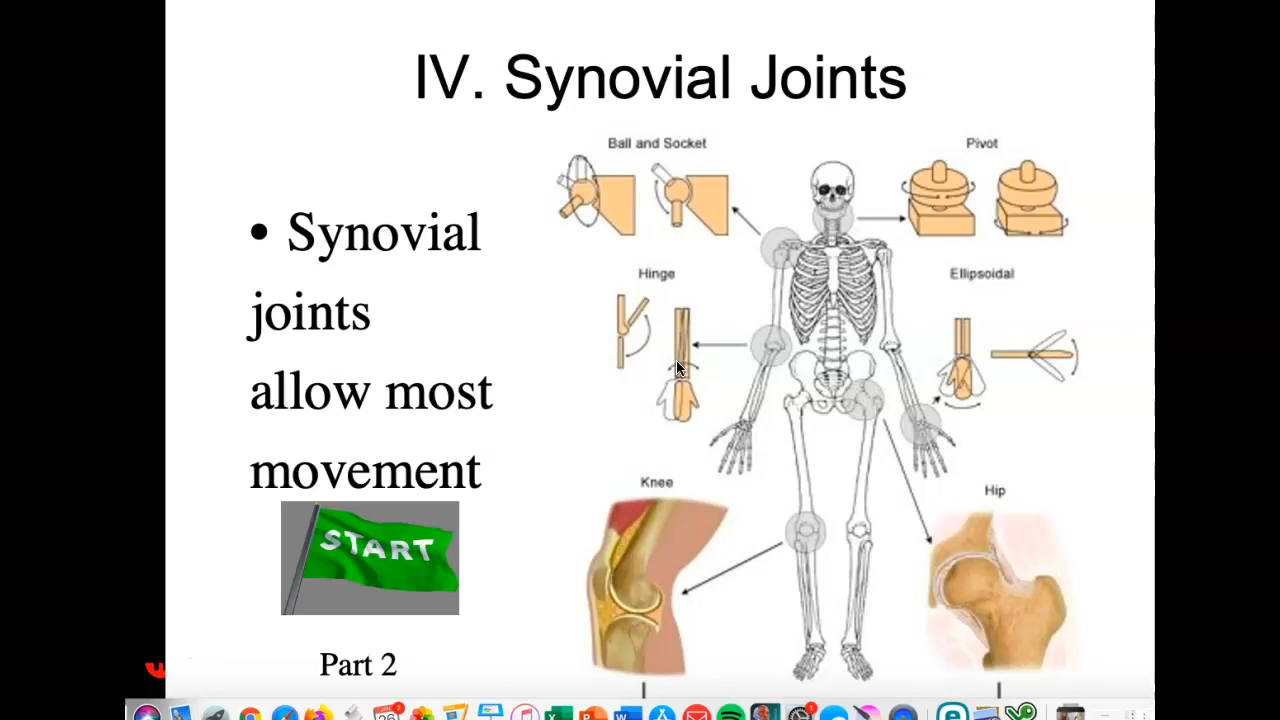 IV. Synovial Joints
• Synovial
joints
allow most
movement
START
Part 2
Ball and Socket
Pivot
Hinge
Ellipsoidal
Knee
Hip